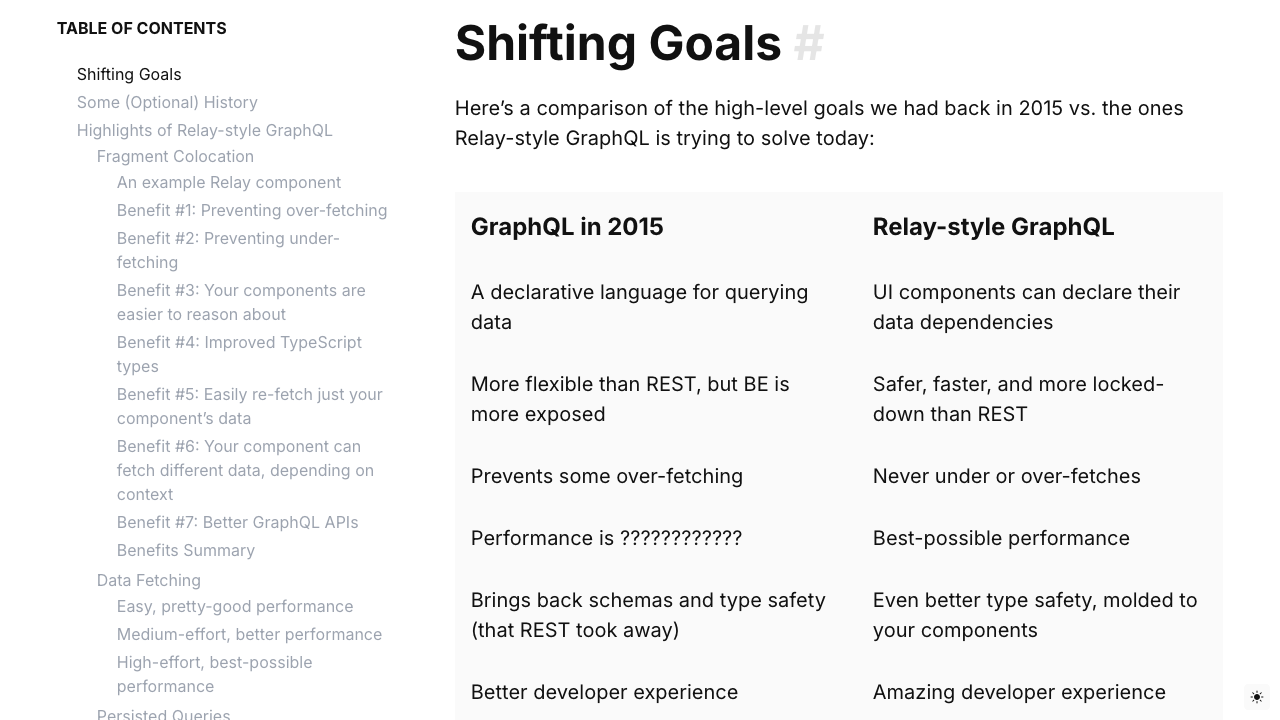 TABLE OF CONTENTS
Shifting Goals
Some (Optional) History
Highlights of Relay-style GraphQL
Fragment Colocation
An example Relay component
Benefit #1: Preventing over-fetching
Benefit #2: Preventing under-
fetching
Benefit #3: Your components are
easier to reason about
Benefit #4: Improved TypeScript
types
Benefit #5: Easily re-fetch just your
component’s data
Benefit #6: Your component can
fetch different data, depending on
context
Benefit #7: Better GraphQL APIs
Benefits Summary
Data Fetching
Easy, pretty-good performance
Medium-effort, better performance
High-effort, best-possible
performance
Persisted Queries
Shifting Goals #
Here’s a comparison of the high-level goals we had back in 2015 vs. the ones
Relay-style GraphQL is trying to solve today:
GraphQL in 2015
Relay-style GraphQL
A declarative language for querying
data
UI components can declare their
data dependencies
More flexible than REST, but BE is
more exposed
Safer, faster, and more locked-
down than REST
Prevents some over-fetching
Never under or over-fetches
Performance is ????????????
Best-possible performance
Brings back schemas and type safety
(that REST took away)
Even better type safety, molded to
your components
Better developer experience
Amazing developer experience